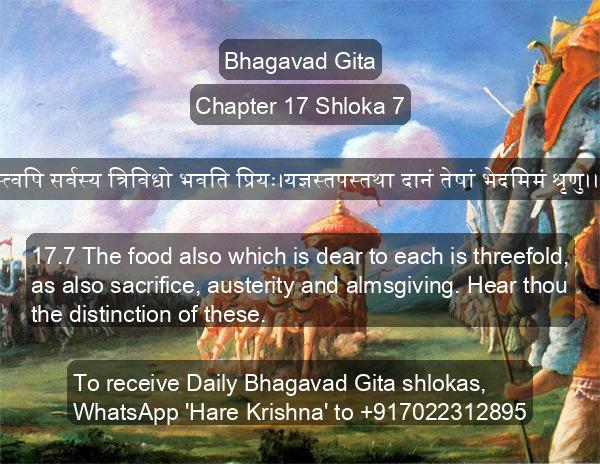 Bhagavad Gita
Chapter 17 Shloka 7
सर्वस्य त्रिविधो भवति प्रियः।यज्ञस्तपस्तथा दानं तेषां भेदमिमं श्रृणु।।
17.7 The food also which is dear to each is threefold,
as also sacrifice, austerity and almsgiving. Hear thou
the distinction of these.
To receive Daily Bhagavad Gita shlokas,
WhatsApp 'Hare Krishna' to +917022312895